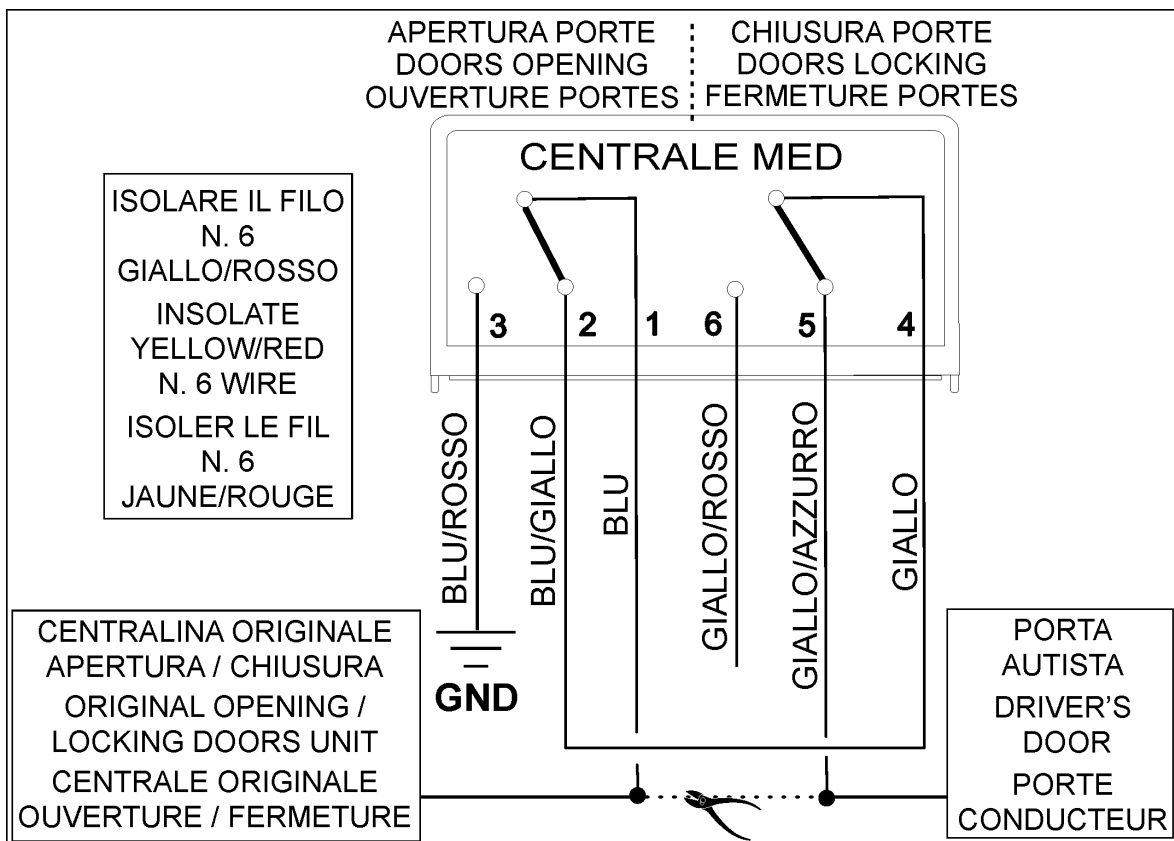 APERTURA PORTE
DOORS OPENING
OUVERTURE PORTES
CHIUSURA PORTE
DOORS LOCKING
FERMETURE PORTES
CENTRALE MED
ISOLARE IL FILO
N. 6
GIALLO/ROSSO
INSOLATE
YELLOW/RED
N. 6 WIRE
ISOLER LE FIL
N. 6
JAUNE/ROUGE
3 2 1 6 5 4
BLU/ROSSO
BLU/GIALLO
BLU
GIALLO/ROSSO
GIALLO/AZZURRO
GIALLO
GND
CENTRALINA ORIGINALE
APERTURA / CHIUSURA
ORIGINAL OPENING /
LOCKING DOORS UNIT
CENTRALE ORIGINALE
OUVERTURE / FERMETURE
PORTA
AUTISTA
DRIVER'S
DOOR
PORTE
CONDUCTEUR